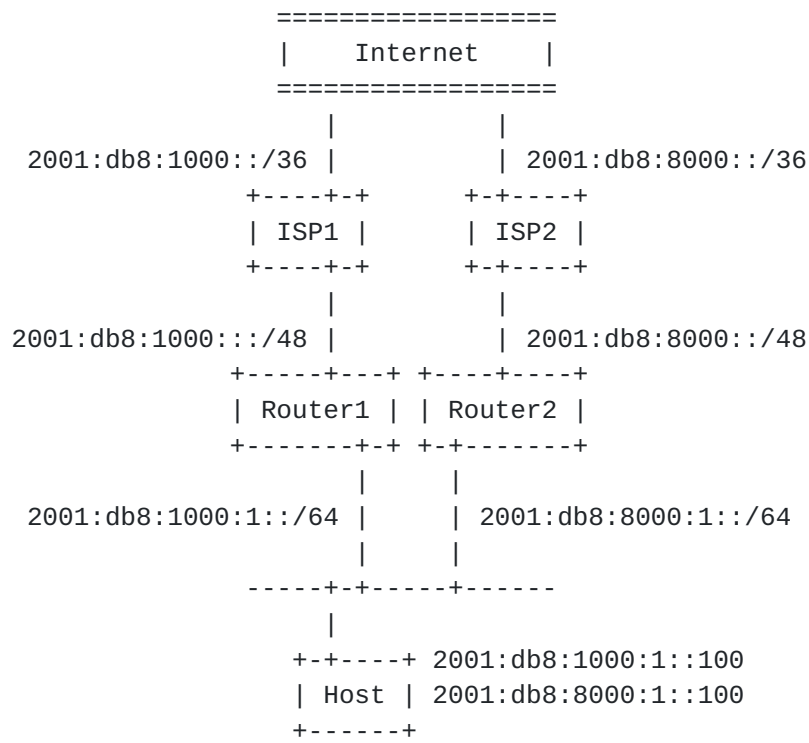 ==================
|    Internet    |
==================
|          |
2001:db8:1000::/36 |          | 2001:db8:8000::/36
+----+-+      +-+----+
| ISP1 |      | ISP2 |
+----+-+      +-+----+
|          |
2001:db8:1000:::/48 |          | 2001:db8:8000::/48
+-----+---+ +----+----+
| Router1 | | Router2 |
+-------+-+ +-+-------+
|     |
2001:db8:1000:1::/64 |     | 2001:db8:8000:1::/64
|     |
-----+-+-----+------
|
+-+----+ 2001:db8:1000:1::100
| Host | 2001:db8:8000:1::100
+------+